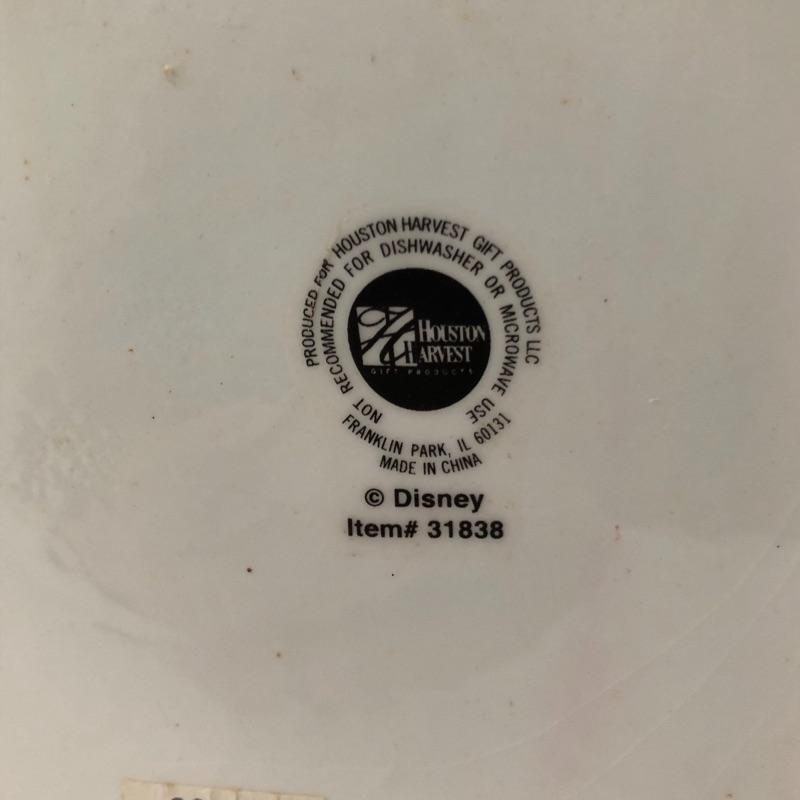 PRODUCED FOR HOUSTON HARVEST GIFT PRODUCTS LLC
NOT RECOMMENDED FOR DISHWASHER OR MICROWAVE USE
HOUSTON
HARVEST
GIFT PRODUCTS
FRANKLIN PARK, IL 60131
MADE IN CHINA
© Disney
Item# 31838